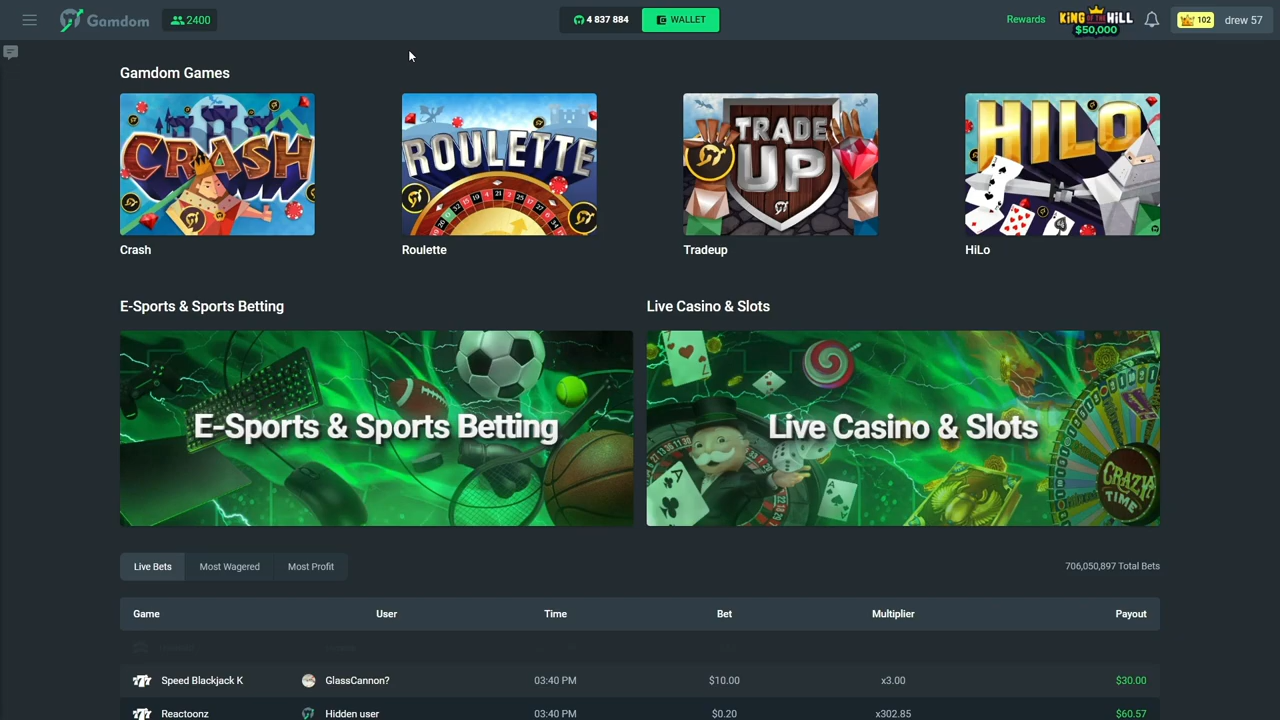 Gamdom 2400 4 837 884 WALLET Rewards KING OF THE HILL 102 drew 57
$50,000
Gamdom Games
CRASH ROULETTE TRADE UP HILO
Crash Roulette Tradeup HiLo
E-Sports & Sports Betting Live Casino & Slots
E-Sports & Sports Betting Live Casino & Slots
CRAZY TIME
Live Bets Most Wagered Most Profit 706,050,897 Total Bets
Game User Time Bet Multiplier Payout
Speed Blackjack K GlassCannon? 03:40 PM $10.00 x3.00 $30.00
Reactoonz Hidden user 03:40 PM $0.20 x302.85 $60.57